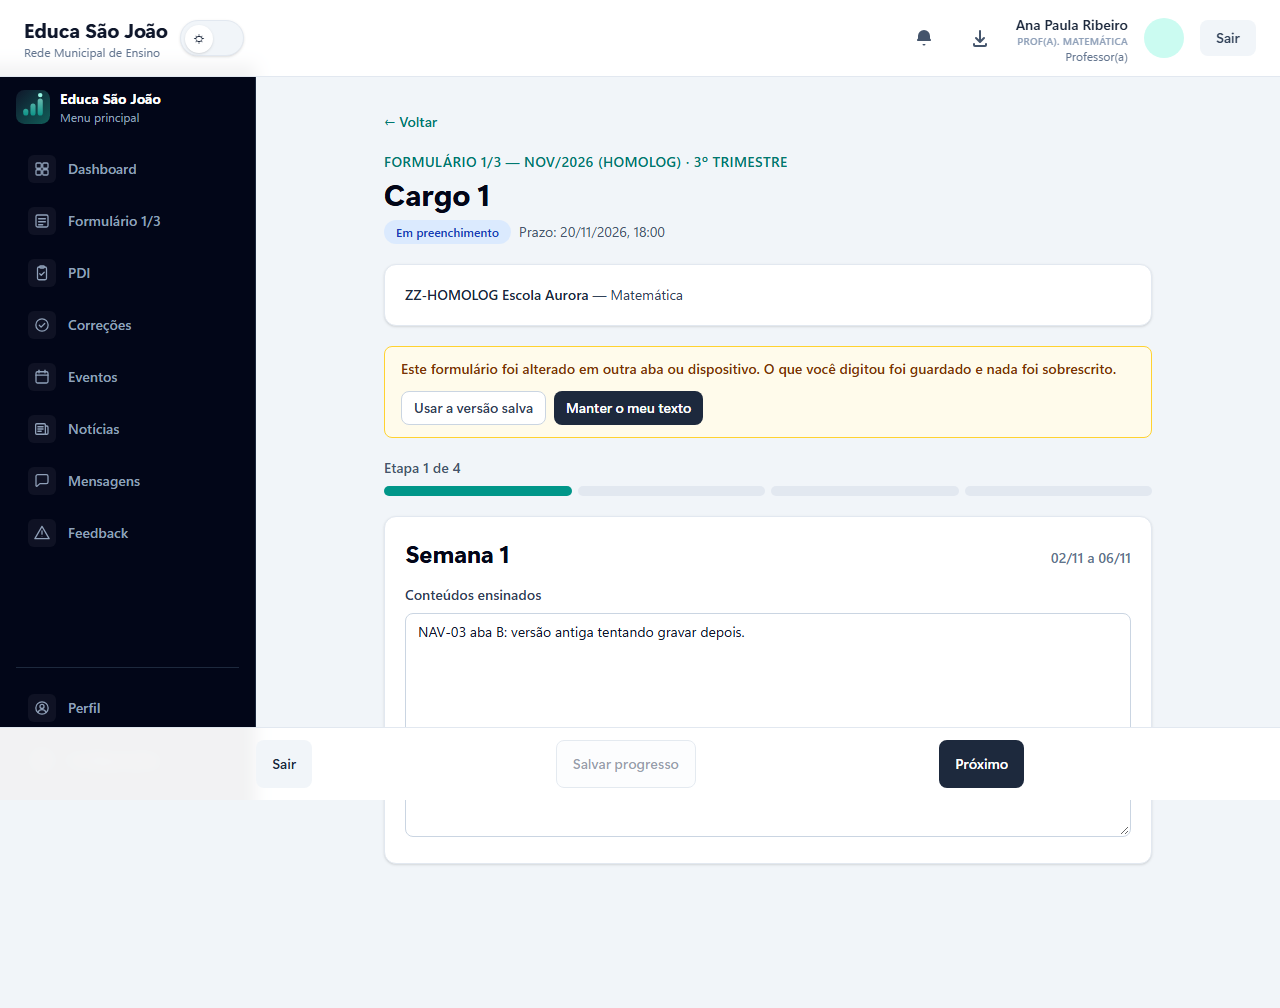 Educa São João
Rede Municipal de Ensino
Ana Paula Ribeiro
PROF(A). MATEMÁTICA
Professor(a)
Sair
Educa São João
Menu principal
Dashboard
Formulário 1/3
PDI
Correções
Eventos
Notícias
Mensagens
Feedback
Perfil
← Voltar
FORMULÁRIO 1/3 — NOV/2026 (HOMOLOG) · 3º TRIMESTRE
Cargo 1
Em preenchimento Prazo: 20/11/2026, 18:00
ZZ-HOMOLOG Escola Aurora — Matemática
Este formulário foi alterado em outra aba ou dispositivo. O que você digitou foi guardado e nada foi sobrescrito.
Usar a versão salva Manter o meu texto
Etapa 1 de 4
Semana 1 02/11 a 06/11
Conteúdos ensinados
NAV-03 aba B: versão antiga tentando gravar depois.
Sair Salvar progresso Próximo